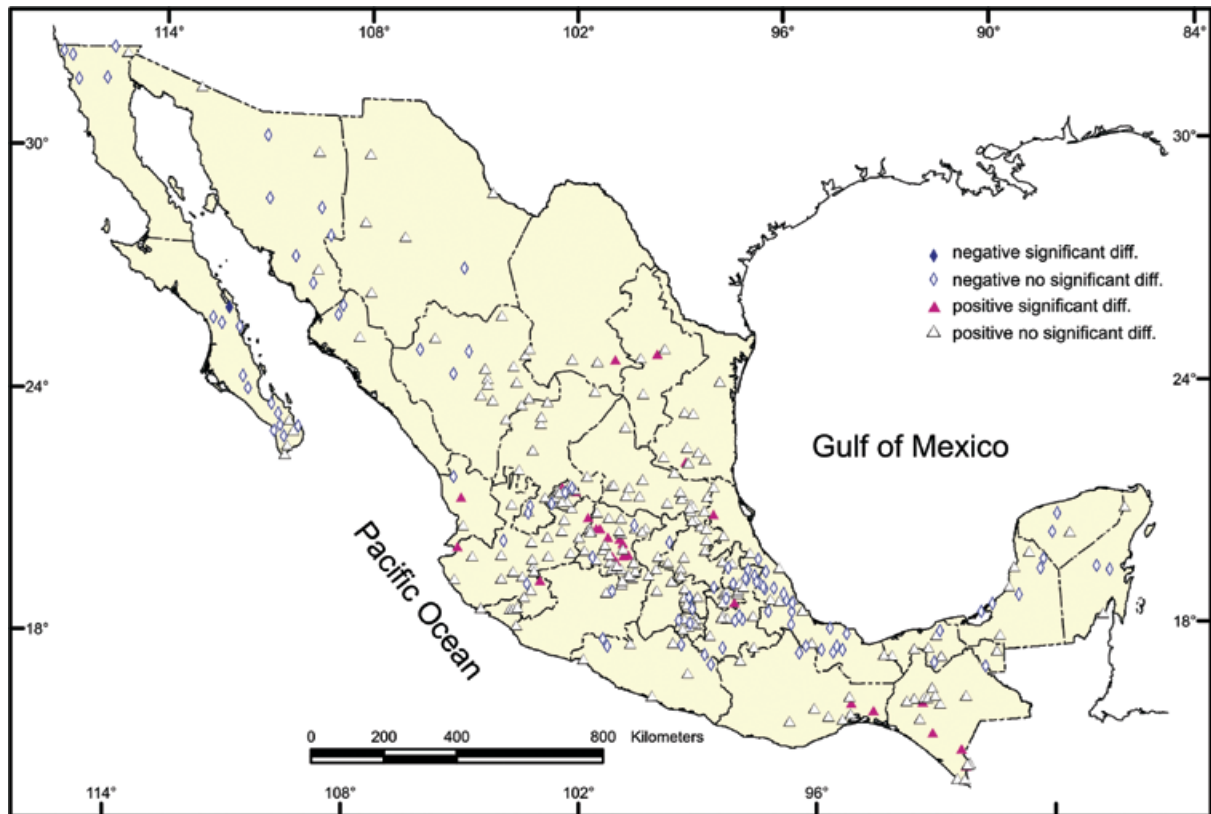 114° 108° 102° 96° 90° 84°
30° 30°
negative significant diff.
negative no significant diff.
positive significant diff.
positive no significant diff.
24° 24°
Gulf of Mexico
Pacific Ocean
18° 18°
0 200 400 800 Kilometers
114° 108° 102° 96°